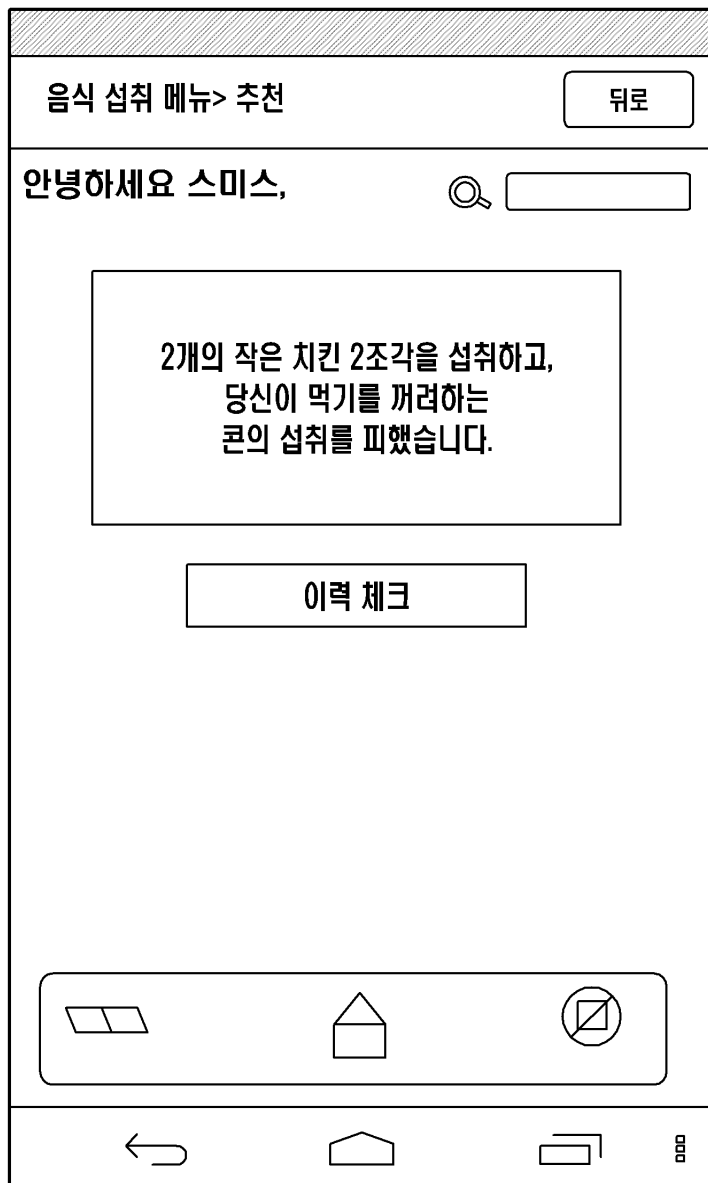 음식 섭취 메뉴> 추천
뒤로
안녕하세요 스미스,
2개의 작은 치킨 2조각을 섭취하고,
당신이 먹기를 꺼려하는
콘의 섭취를 피했습니다.
이력 체크